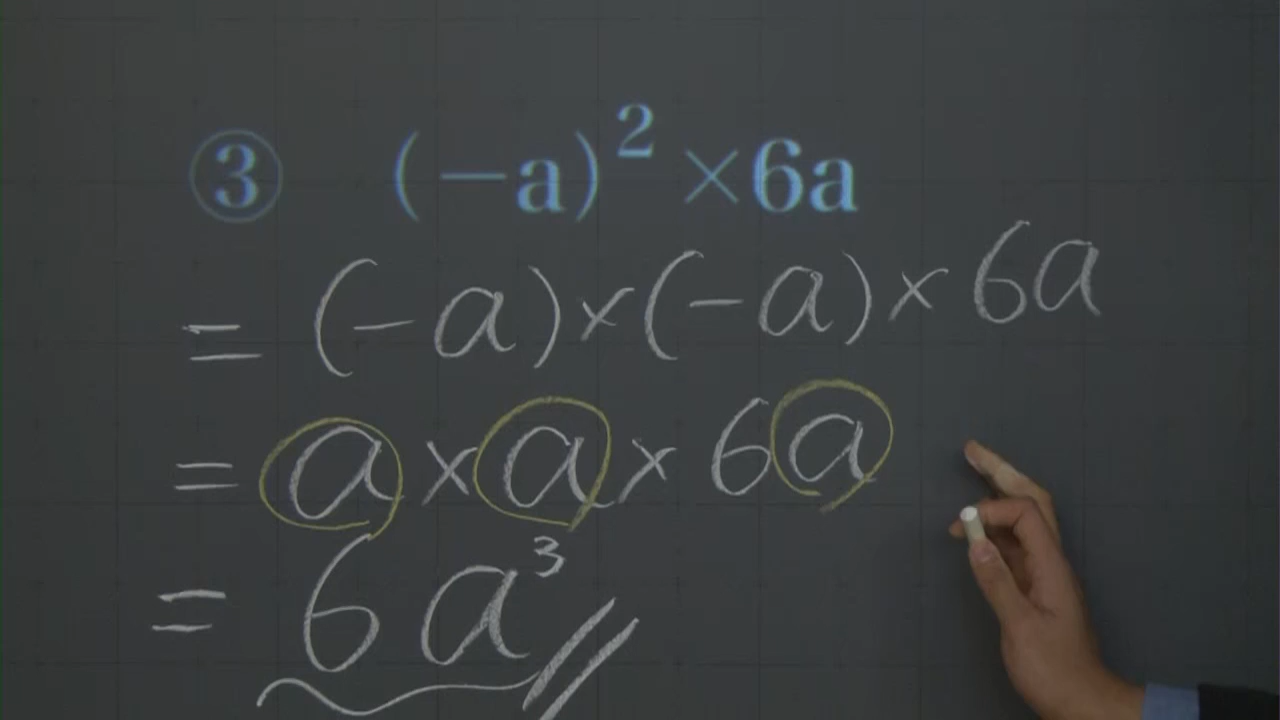 ③ (−a)² ×6a
= (−a)×(−a)×6a
= a×a×6a
= 6a³